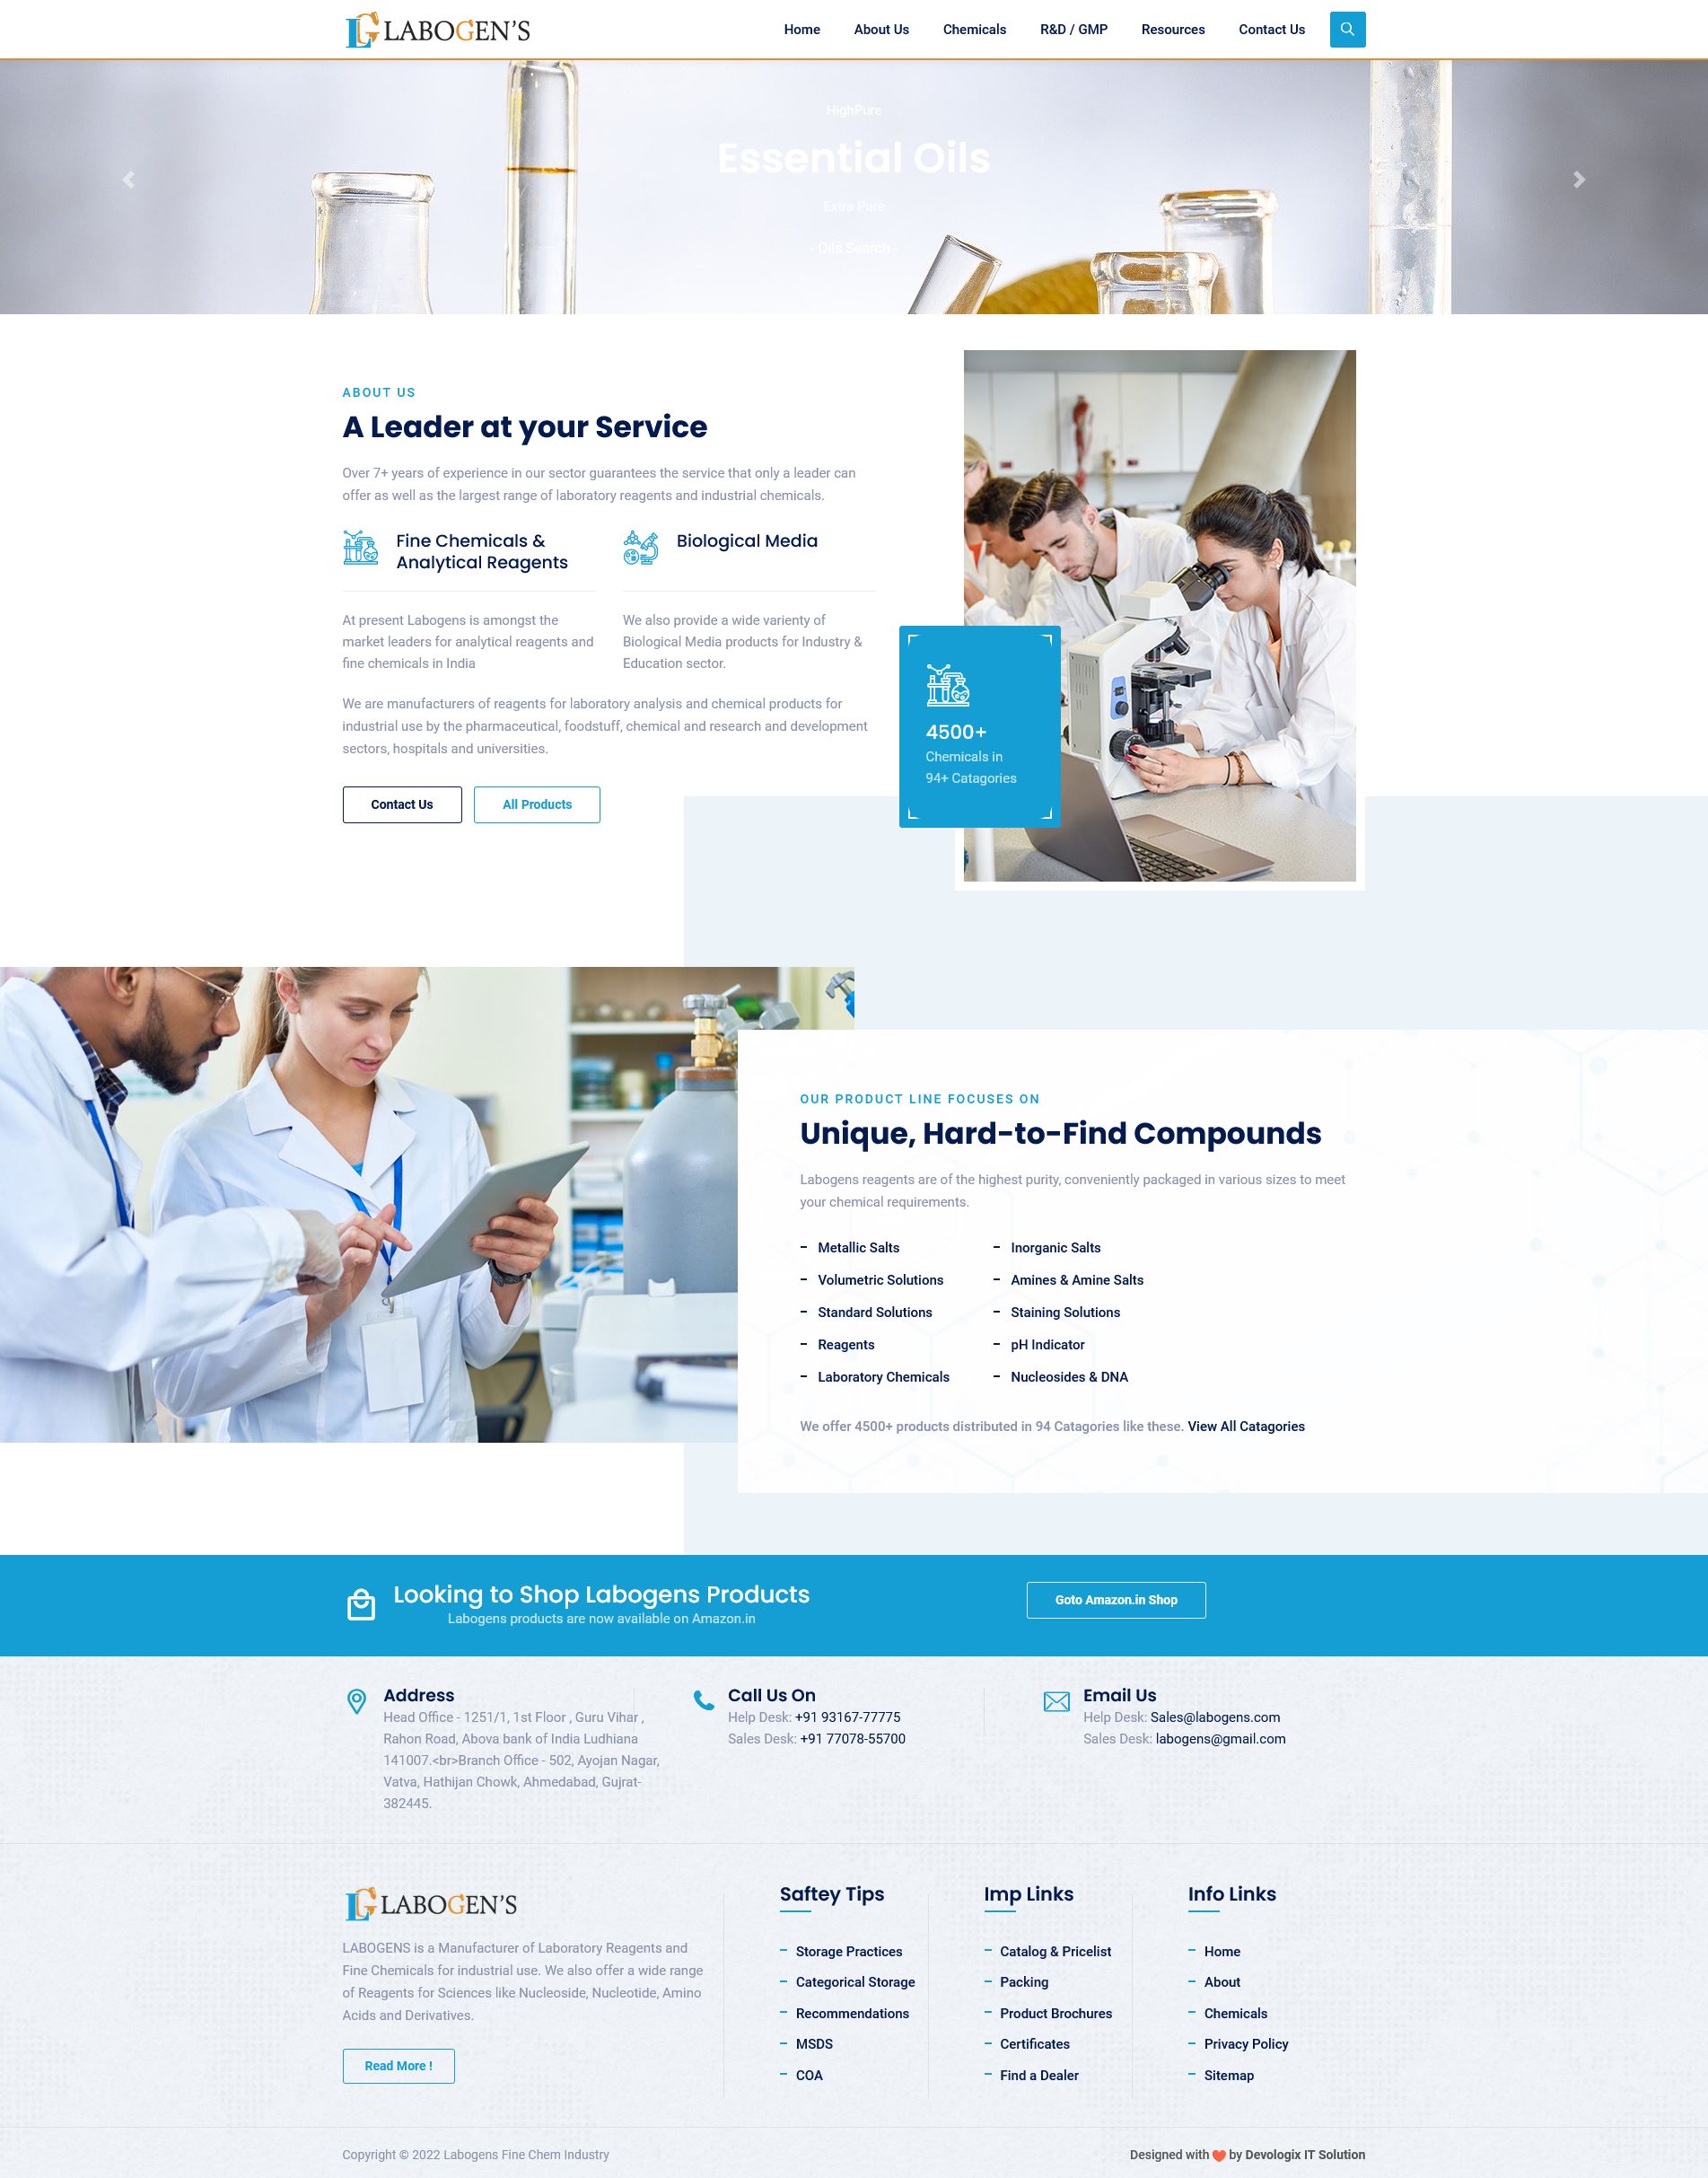 LABOGEN'S
Home
About Us
Chemicals
R&D / GMP
Resources
Contact Us
HighPure
Essential Oils
Extra Pure
- Oils Search -
ABOUT US
A Leader at your Service
Over 7+ years of experience in our sector guarantees the service that only a leader can
offer as well as the largest range of laboratory reagents and industrial chemicals.
Fine Chemicals &
Analytical Reagents
At present Labogens is amongst the
market leaders for analytical reagents and
fine chemicals in India
Biological Media
We also provide a wide varienty of
Biological Media products for Industry &
Education sector.
We are manufacturers of reagents for laboratory analysis and chemical products for
industrial use by the pharmaceutical, foodstuff, chemical and research and development
sectors, hospitals and universities.
Contact Us
All Products
4500+
Chemicals in
94+ Catagories
OUR PRODUCT LINE FOCUSES ON
Unique, Hard-to-Find Compounds
Labogens reagents are of the highest purity, conveniently packaged in various sizes to meet
your chemical requirements.
Metallic Salts
Volumetric Solutions
Standard Solutions
Reagents
Laboratory Chemicals
Inorganic Salts
Amines & Amine Salts
Staining Solutions
pH Indicator
Nucleosides & DNA
We offer 4500+ products distributed in 94 Catagories like these. View All Catagories
Looking to Shop Labogens Products
Labogens products are now available on Amazon.in
Goto Amazon.in Shop
Address
Head Office - 1251/1, 1st Floor , Guru Vihar ,
Rahon Road, Abova bank of India Ludhiana
141007.<br>Branch Office - 502, Ayojan Nagar,
Vatva, Hathijan Chowk, Ahmedabad, Gujrat-
382445.
Call Us On
Help Desk: +91 93167-77775
Sales Desk: +91 77078-55700
Email Us
Help Desk: Sales@labogens.com
Sales Desk: labogens@gmail.com
LABOGEN'S
LABOGENS is a Manufacturer of Laboratory Reagents and
Fine Chemicals for industrial use. We also offer a wide range
of Reagents for Sciences like Nucleoside, Nucleotide, Amino
Acids and Derivatives.
Read More !
Saftey Tips
Storage Practices
Categorical Storage
Recommendations
MSDS
COA
Imp Links
Catalog & Pricelist
Packing
Product Brochures
Certificates
Find a Dealer
Info Links
Home
About
Chemicals
Privacy Policy
Sitemap
Copyright © 2022 Labogens Fine Chem Industry
Designed with ❤ by Devologix IT Solution